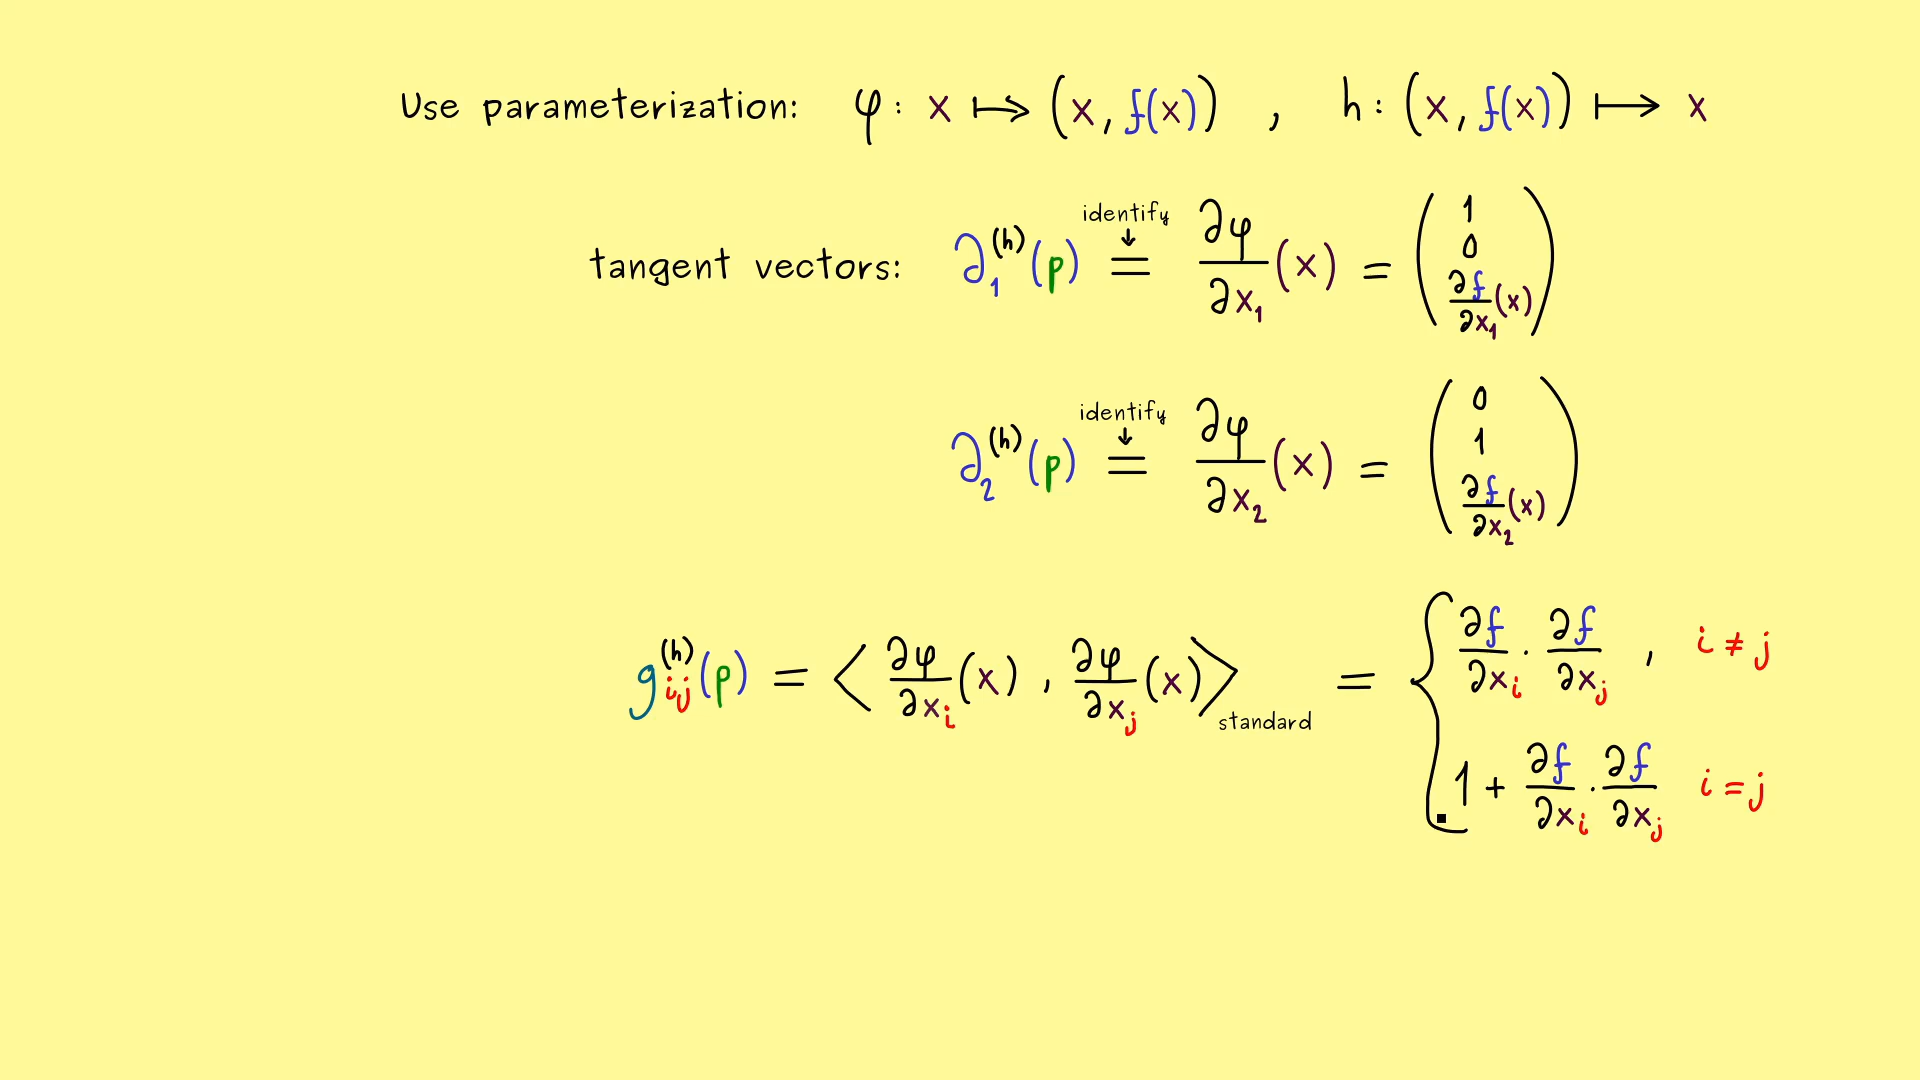 Use parameterization: φ: x ↦ (x, f(x)) , h: (x, f(x)) ↦ x
tangent vectors: ∂₁^(h)(p) =^{identify ↓} ∂φ/∂x₁ (x) = (1, 0, ∂f/∂x₁ (x))
∂₂^(h)(p) =^{identify ↓} ∂φ/∂x₂ (x) = (0, 1, ∂f/∂x₂ (x))
g_ij^(h)(p) = ⟨ ∂φ/∂x_i (x) , ∂φ/∂x_j (x) ⟩_standard = { ∂f/∂x_i · ∂f/∂x_j , i ≠ j
1 + ∂f/∂x_i · ∂f/∂x_j i = j